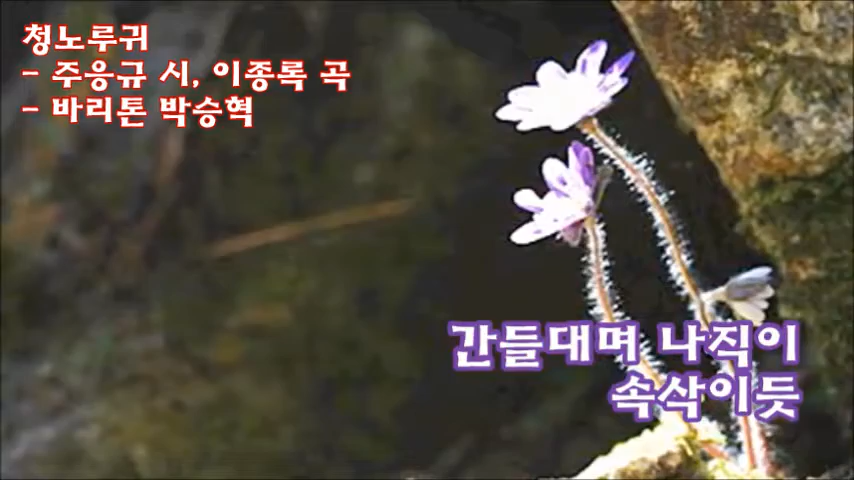 청노루귀
- 주응규 시, 이종록 곡
- 바리톤 박승혁
간들대며 나직이
속삭이듯